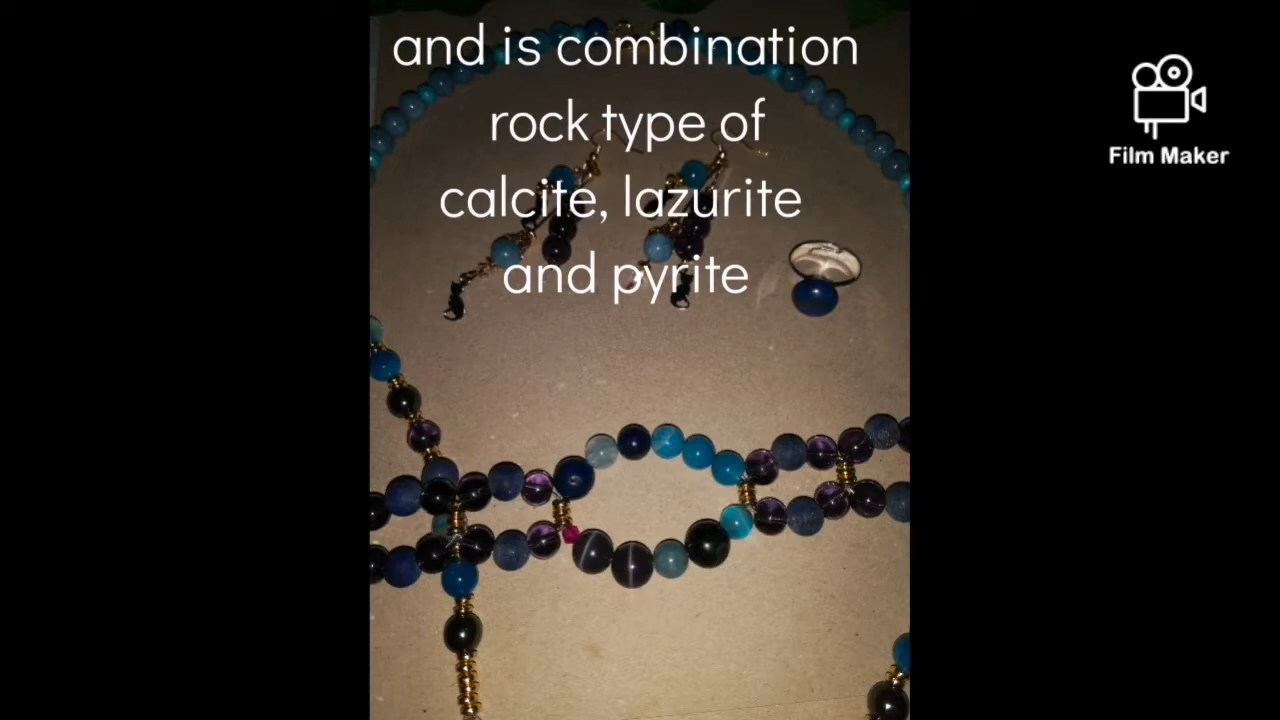 and is combination
rock type of
calcite, lazurite
and pyrite
Film Maker